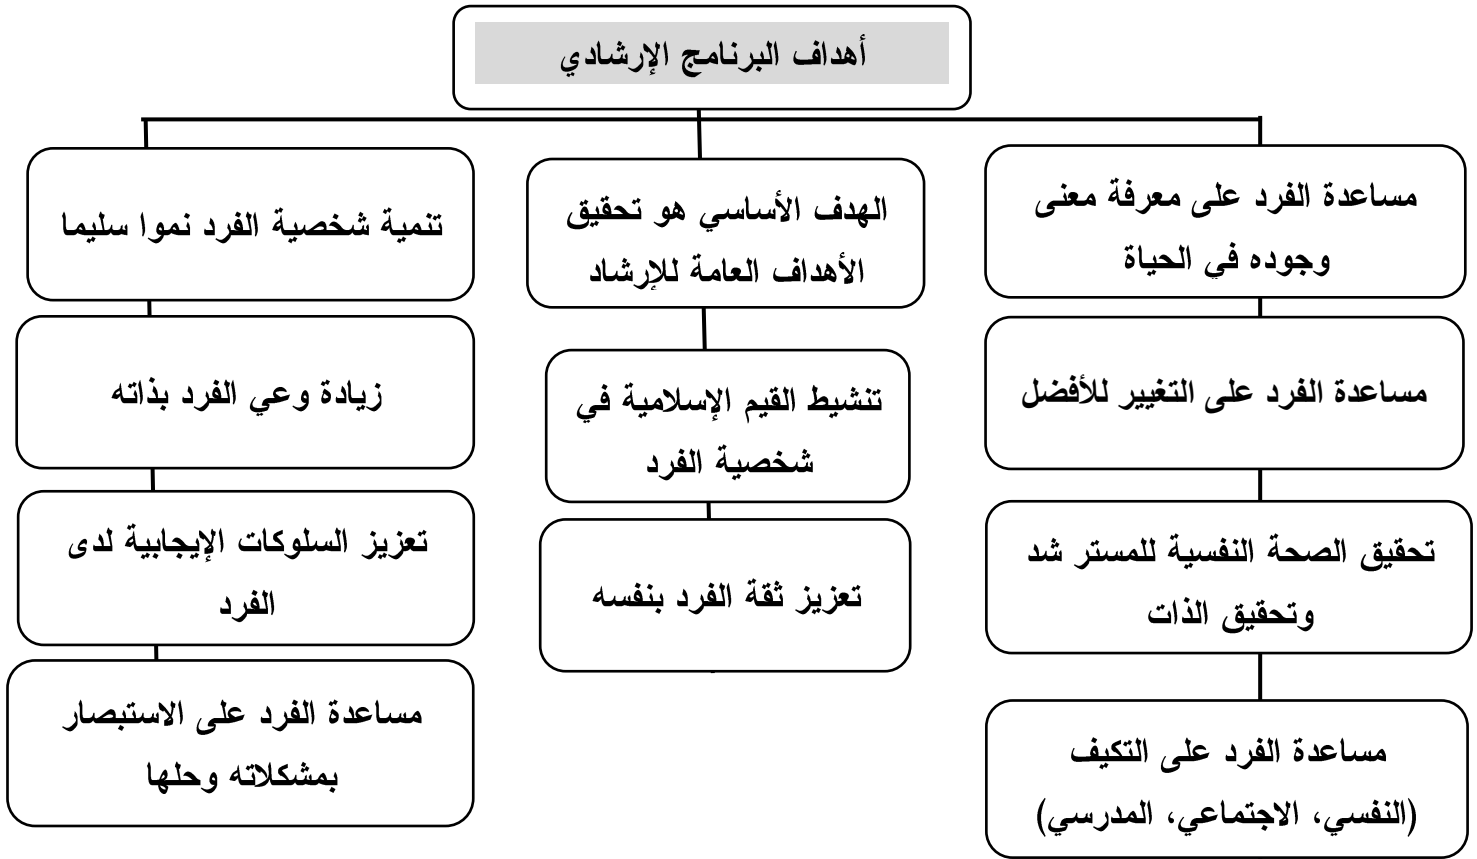 أهداف البرنامج الإرشادي
مساعدة الفرد على معرفة معنى
وجوده في الحياة
مساعدة الفرد على التغيير للأفضل
تحقيق الصحة النفسية للمستر شد
وتحقيق الذات
مساعدة الفرد على التكيف
(النفسي، الاجتماعي، المدرسي)
الهدف الأساسي هو تحقيق
الأهداف العامة للإرشاد
تنشيط القيم الإسلامية في
شخصية الفرد
تعزيز ثقة الفرد بنفسه
تنمية شخصية الفرد نموا سليما
زيادة وعي الفرد بذاته
تعزيز السلوكات الإيجابية لدى
الفرد
مساعدة الفرد على الاستبصار
بمشكلاته وحلها